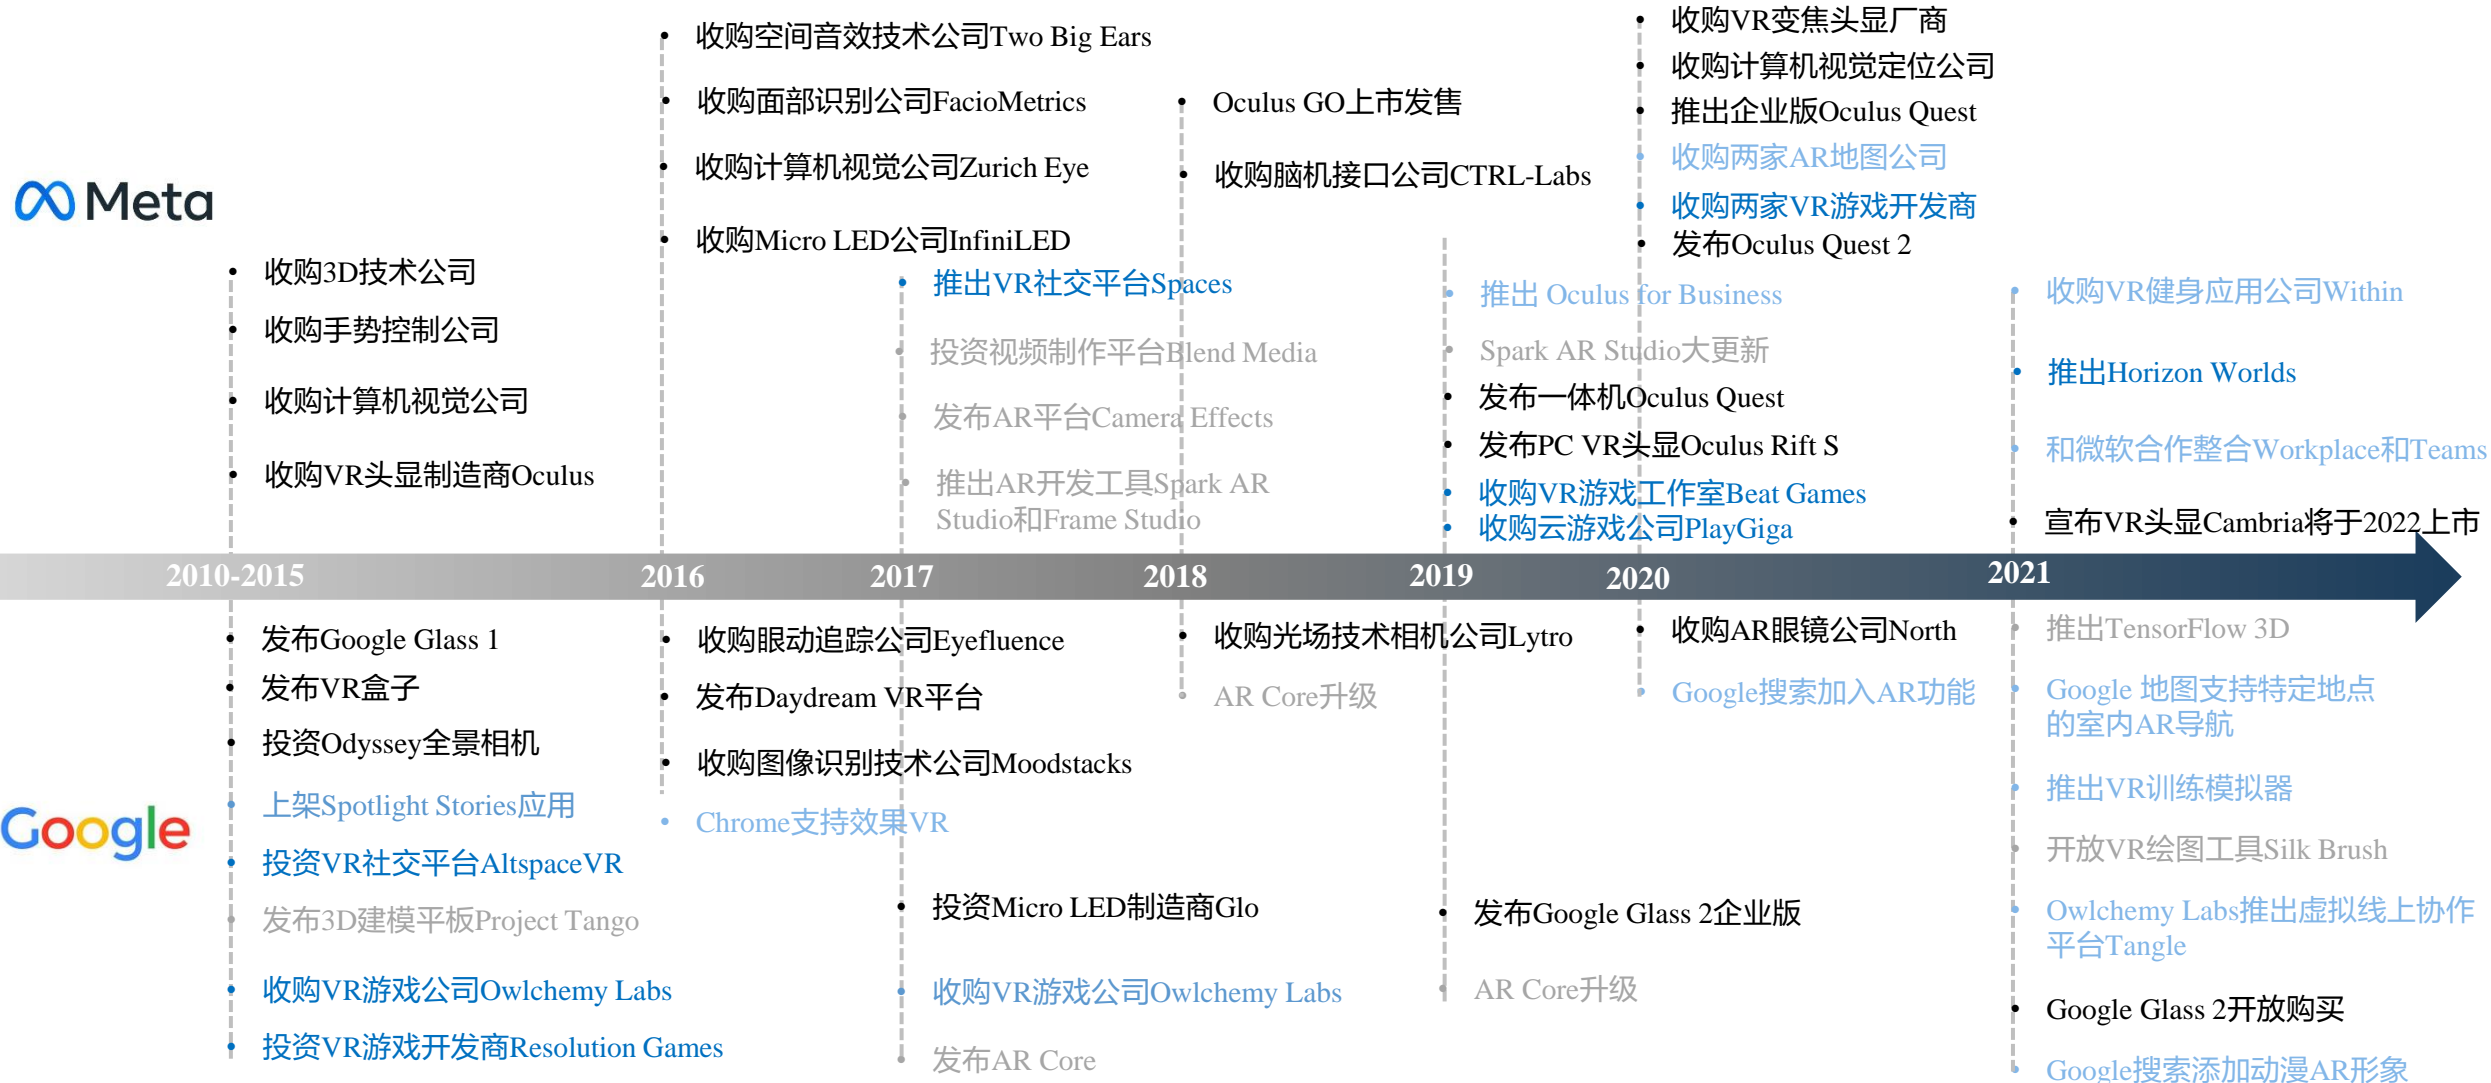 Meta
收购3D技术公司
收购手势控制公司
收购计算机视觉公司
收购VR头显制造商Oculus
收购空间音效技术公司Two Big Ears
收购面部识别公司FacioMetrics
收购计算机视觉公司Zurich Eye
收购Micro LED公司InfiniLED
推出VR社交平台Spaces
投资视频制作平台Blend Media
发布AR平台Camera Effects
推出AR开发工具Spark AR
Studio和Frame Studio
Oculus GO上市发售
收购脑机接口公司CTRL-Labs
推出 Oculus for Business
Spark AR Studio大更新
发布一体机Oculus Quest
发布PC VR头显Oculus Rift S
收购VR游戏工作室Beat Games
收购云游戏公司PlayGiga
收购VR变焦头显厂商
收购计算机视觉定位公司
推出企业版Oculus Quest
收购两家AR地图公司
收购两家VR游戏开发商
发布Oculus Quest 2
收购VR健身应用公司Within
推出Horizon Worlds
和微软合作整合Workplace和Teams
宣布VR头显Cambria将于2022上市
2010-2015
2016
2017
2018
2019
2020
2021
Google
发布Google Glass 1
发布VR盒子
投资Odyssey全景相机
上架Spotlight Stories应用
投资VR社交平台AltspaceVR
发布3D建模平板Project Tango
收购VR游戏公司Owlchemy Labs
投资VR游戏开发商Resolution Games
收购眼动追踪公司Eyefluence
发布Daydream VR平台
收购图像识别技术公司Moodstacks
Chrome支持效果VR
投资Micro LED制造商Glo
收购VR游戏公司Owlchemy Labs
发布AR Core
收购光场技术相机公司Lytro
AR Core升级
发布Google Glass 2企业版
AR Core升级
收购AR眼镜公司North
Google搜索加入AR功能
推出TensorFlow 3D
Google 地图支持特定地点
的室内AR导航
推出VR训练模拟器
开放VR绘图工具Silk Brush
Owlchemy Labs推出虚拟线上协作
平台Tangle
Google Glass 2开放购买
Google搜索添加动漫AR形象